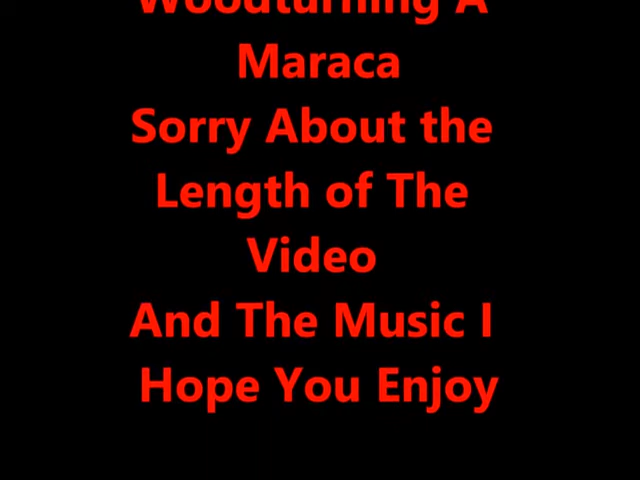 Woodturning A
Maraca
Sorry About the
Length of The
Video
And The Music I
Hope You Enjoy